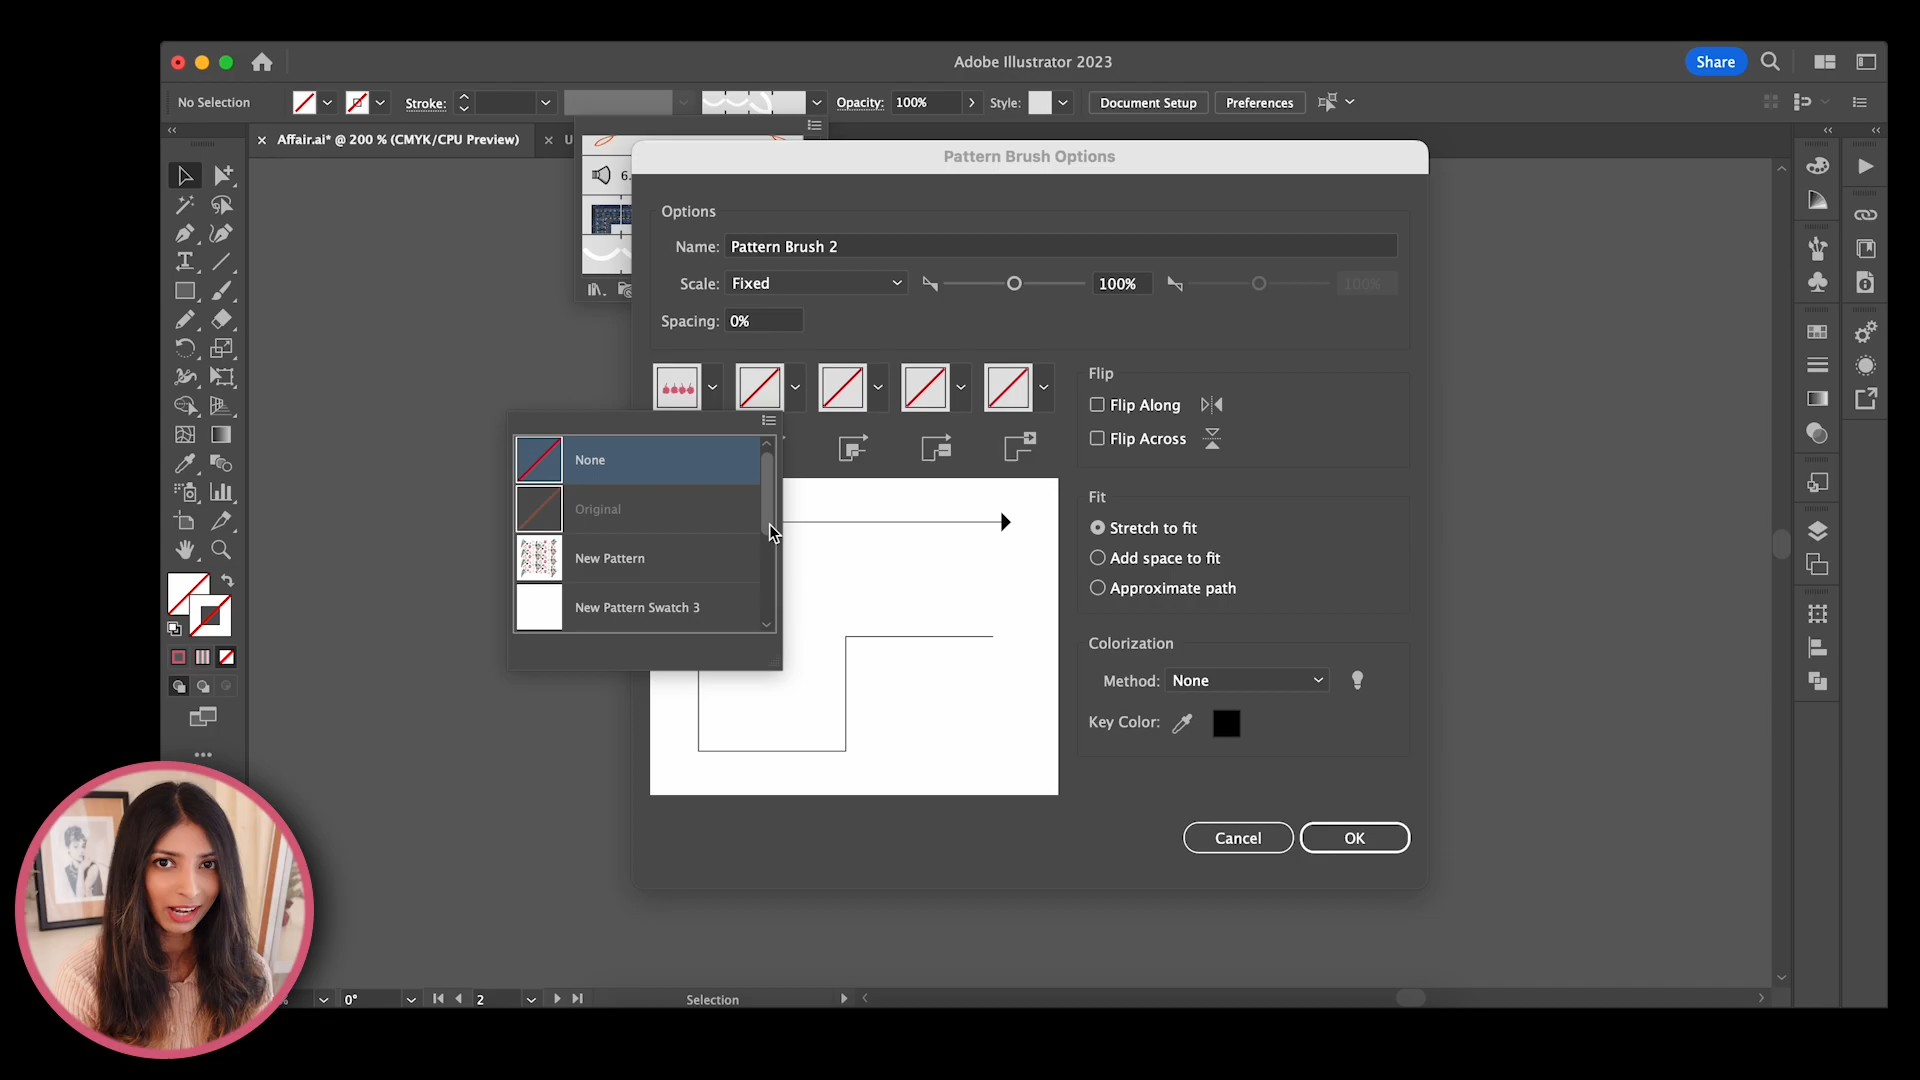 Adobe Illustrator 2023
Share
No Selection
Stroke:
Opacity:
100%
Style:
Document Setup
Preferences
Affair.ai* @ 200 % (CMYK/CPU Preview)
U
6.
Pattern Brush Options
Options
Name: Pattern Brush 2
Scale: Fixed
100%
100%
Spacing: 0%
Flip
Flip Along
Flip Across
None
Original
New Pattern
New Pattern Swatch 3
Fit
Stretch to fit
Add space to fit
Approximate path
Colorization
Method: None
Key Color:
Cancel
OK
%
0°
2
Selection